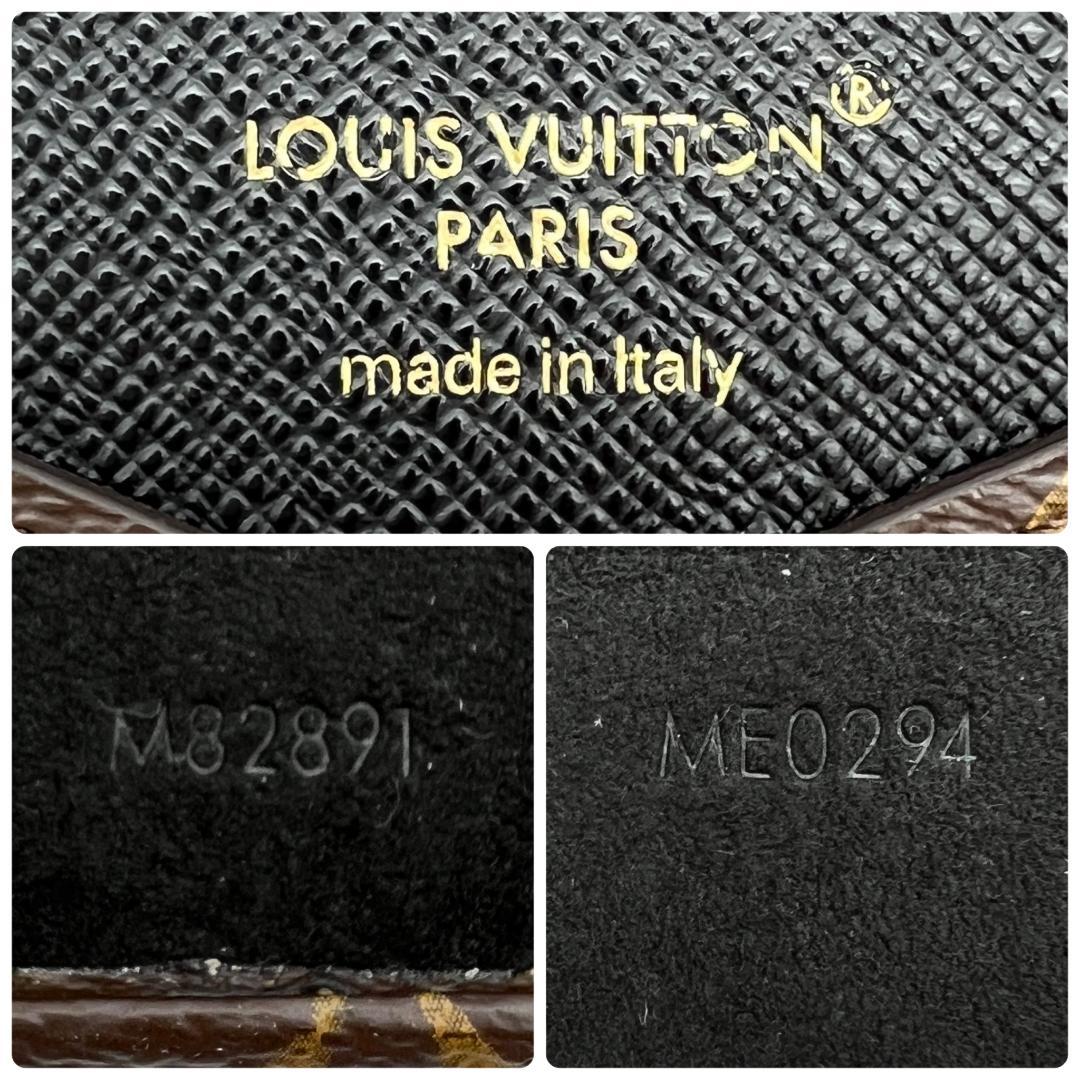 LOUIS VUITTON®
PARIS
made in Italy
M82891
ME0294